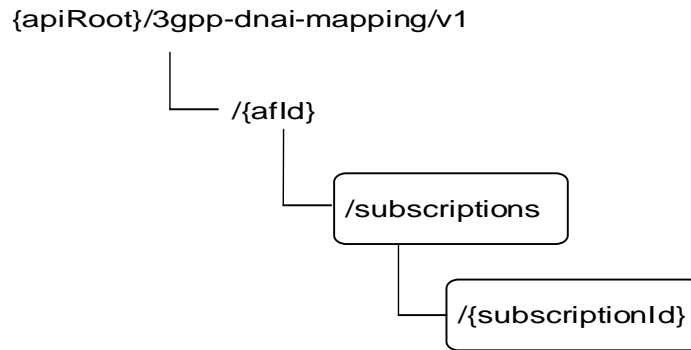 {apiRoot}/3gpp-dnai-mapping/v1
/{afId}
/subscriptions
/{subscriptionId}